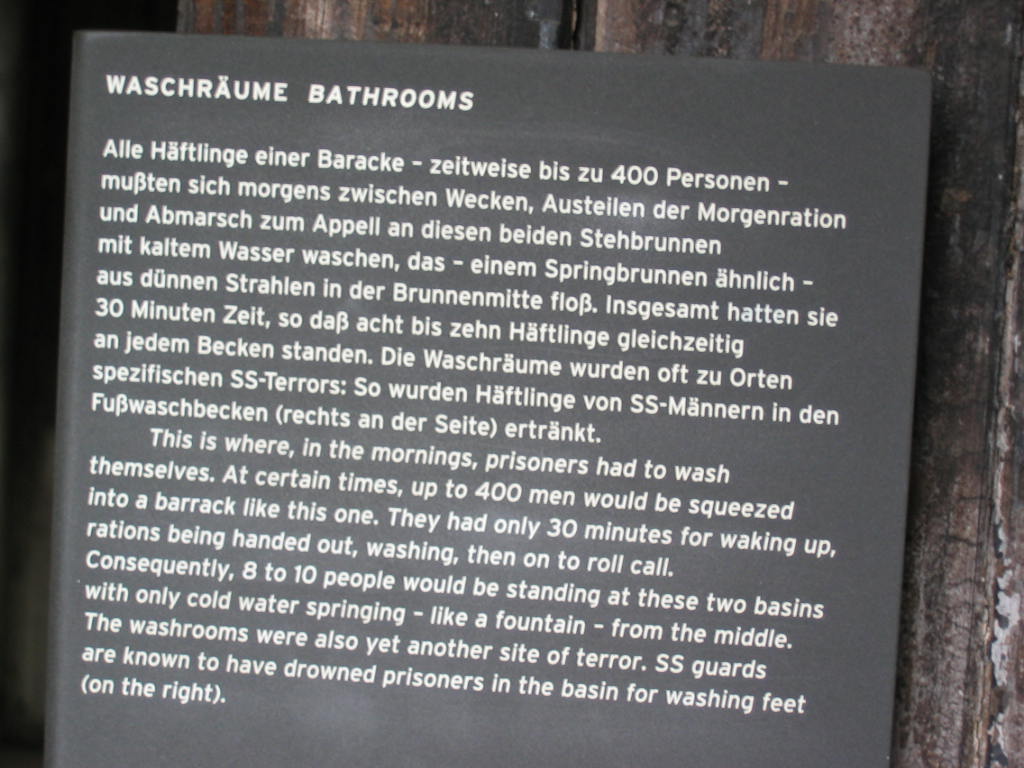 WASCHRÄUME BATHROOMS
Alle Häftlinge einer Baracke – zeitweise bis zu 400 Personen –
mußten sich morgens zwischen Wecken, Austeilen der Morgenration
und Abmarsch zum Appell an diesen beiden Stehbrunnen
mit kaltem Wasser waschen, das – einem Springbrunnen ähnlich –
aus dünnen Strahlen in der Brunnenmitte floß. Insgesamt hatten sie
30 Minuten Zeit, so daß acht bis zehn Häftlinge gleichzeitig
an jedem Becken standen. Die Waschräume wurden oft zu Orten
spezifischen SS-Terrors: So wurden Häftlinge von SS-Männern in den
Fußwaschbecken (rechts an der Seite) ertränkt.
This is where, in the mornings, prisoners had to wash
themselves. At certain times, up to 400 men would be squeezed
into a barrack like this one. They had only 30 minutes for waking up,
rations being handed out, washing, then on to roll call.
Consequently, 8 to 10 people would be standing at these two basins
with only cold water springing – like a fountain – from the middle.
The washrooms were also yet another site of terror. SS guards
are known to have drowned prisoners in the basin for washing feet
(on the right).